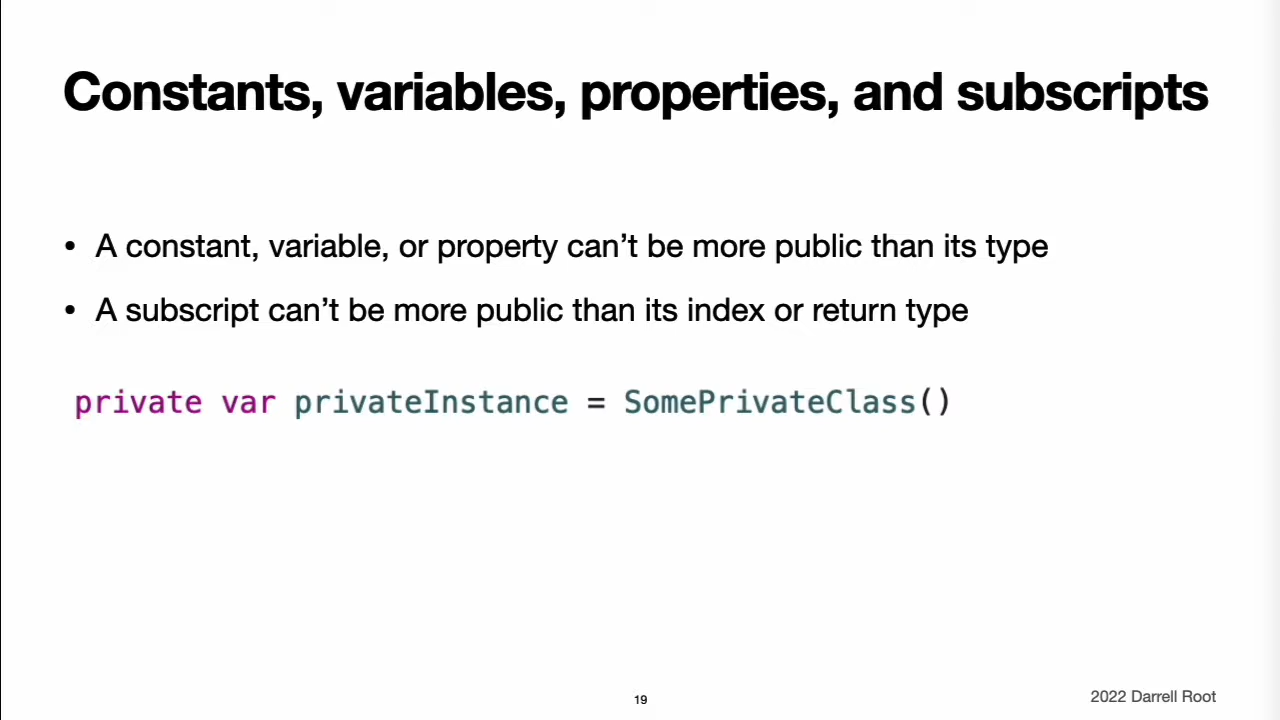 Constants, variables, properties, and subscripts
• A constant, variable, or property can’t be more public than its type
• A subscript can’t be more public than its index or return type
private var privateInstance = SomePrivateClass()
19
2022 Darrell Root